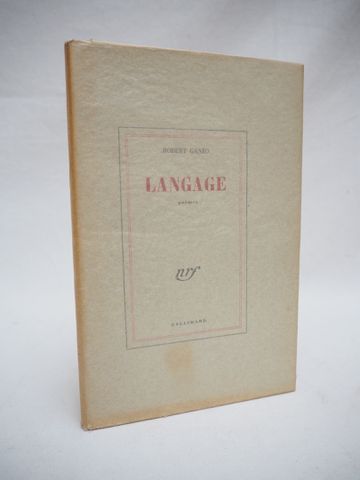 ROBERT GANZO
LANGAGE
poèmes
nrf
GALLIMARD